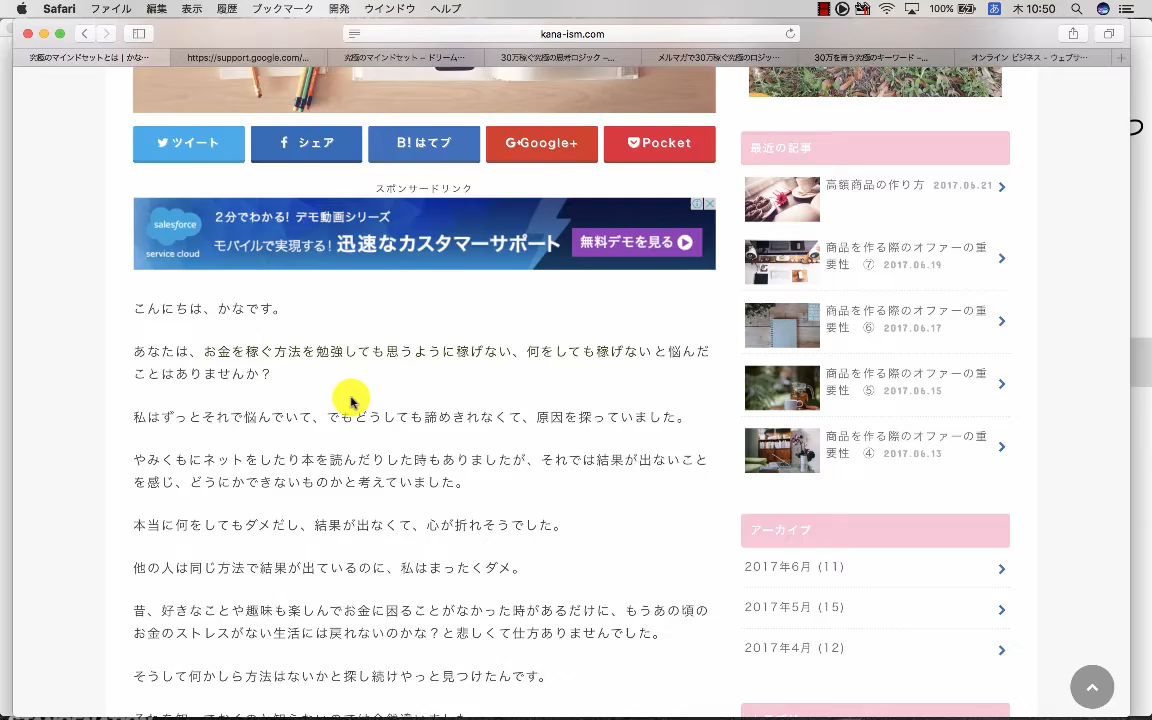 Safari ファイル 編集 表示 履歴 ブックマーク 開発 ウインドウ ヘルプ 100% あ 木 10:50
kana-ism.com
究極のマインドセットとは | かな… https://support.google.com/... 究極のマインドセット – ドリーム… 30万稼ぐ究極の思考ロジック –... メルマガで30万稼ぐ究極のロジッ… 30万を買う究極のキーワード –... オンライン ビジネス - ウェブサ…
ツイート シェア B!はてブ G+Google+ Pocket
スポンサードリンク
salesforce
service cloud
2分でわかる! デモ動画シリーズ
モバイルで実現する! 迅速なカスタマーサポート
無料デモを見る
こんにちは、かなです。
あなたは、お金を稼ぐ方法を勉強しても思うように稼げない、何をしても稼げないと悩んだ
ことはありませんか？
私はずっとそれで悩んでいて、でもどうしても諦めきれなくて、原因を探っていました。
やみくもにネットをしたり本を読んだりした時もありましたが、それでは結果が出ないこと
を感じ、どうにかできないものかと考えていました。
本当に何をしてもダメだし、結果が出なくて、心が折れそうでした。
他の人は同じ方法で結果が出ているのに、私はまったくダメ。
昔、好きなことや趣味も楽しんでお金に困ることがなかった時があるだけに、もうあの頃の
お金のストレスがない生活には戻れないのかな？と悲しくて仕方ありませんでした。
そうして何かしら方法はないかと探し続けやっと見つけたんです。
最近の記事
高額商品の作り方 2017.06.21
商品を作る際のオファーの重
要性 ⑦ 2017.06.19
商品を作る際のオファーの重
要性 ⑥ 2017.06.17
商品を作る際のオファーの重
要性 ⑤ 2017.06.15
商品を作る際のオファーの重
要性 ④ 2017.06.13
アーカイブ
2017年6月 (11)
2017年5月 (15)
2017年4月 (12)